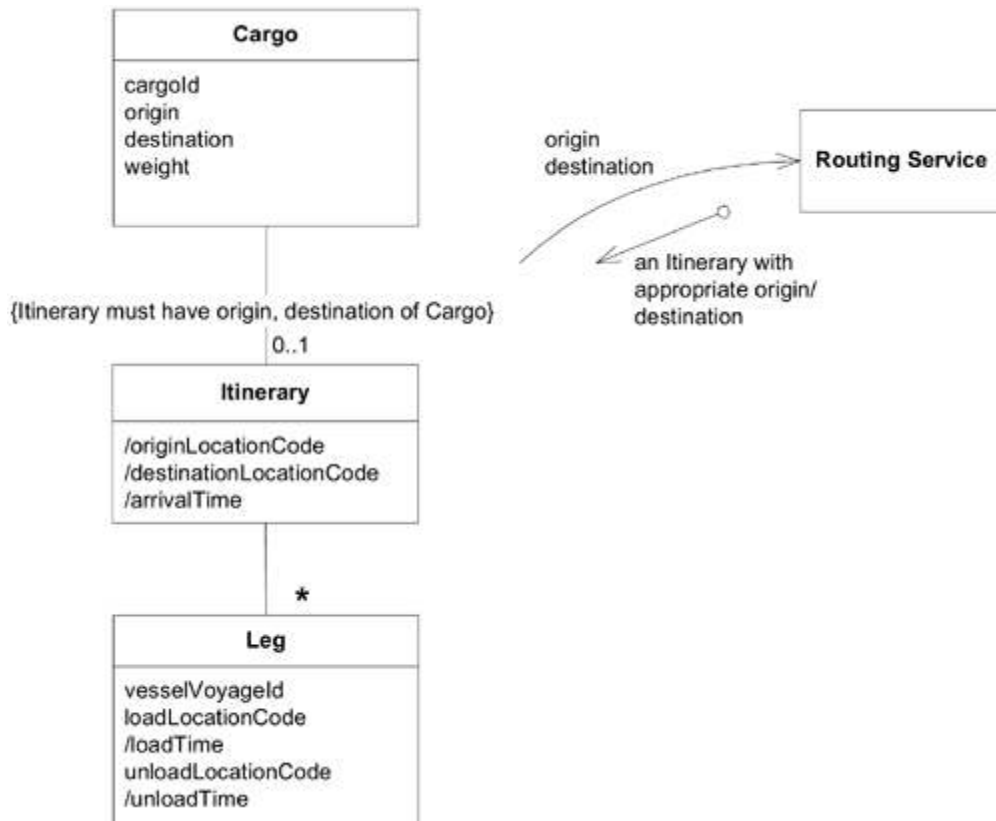 Cargo
cargoId
origin
destination
weight
origin
destination
Routing Service
an Itinerary with
appropriate origin/
destination
{Itinerary must have origin, destination of Cargo}
0..1
Itinerary
/originLocationCode
/destinationLocationCode
/arrivalTime
*
Leg
vesselVoyageId
loadLocationCode
/loadTime
unloadLocationCode
/unloadTime